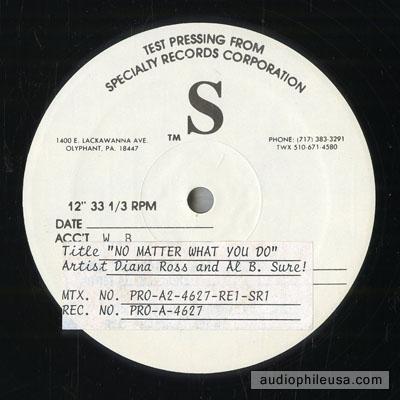 TEST PRESSING FROM
SPECIALTY RECORDS CORPORATION
S
TM
1400 E. LACKAWANNA AVE.
OLYPHANT, PA. 18447
PHONE: (717) 383-3291
TWX 510-671-4580
12" 33 1/3 RPM
DATE
ACC'T W B
Title "NO MATTER WHAT YOU DO"
Artist Diana Ross and Al B. Sure!
MTX. NO. PRO-A2-4627-RE1-SR1
REC. NO. PRO-A-4627
audiophileusa.com